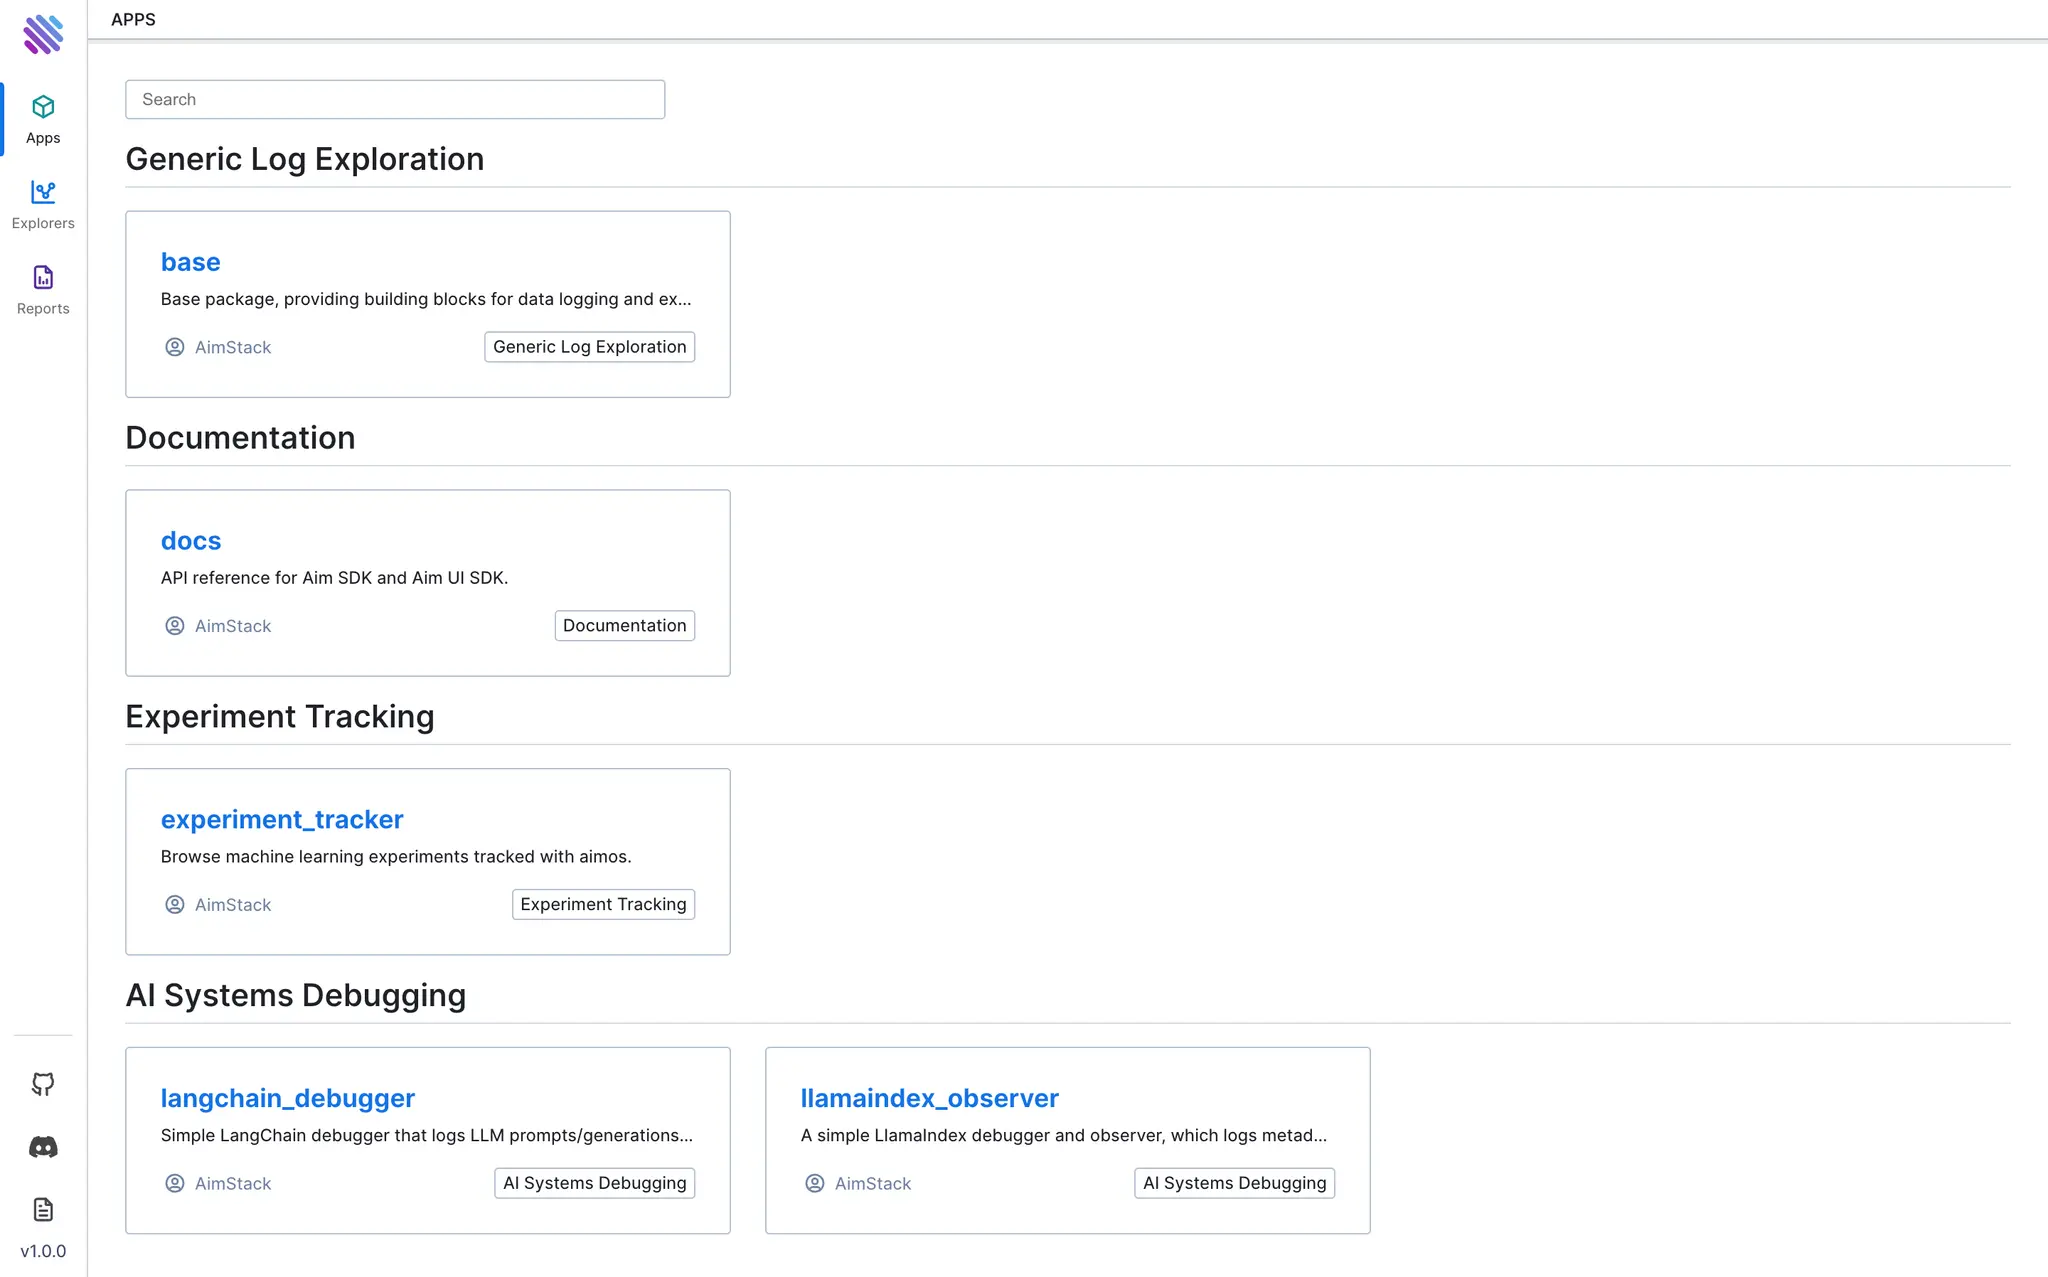 APPS
Apps
Explorers
Reports
v1.0.0
Search
Generic Log Exploration
base
Base package, providing building blocks for data logging and ex...
AimStack
Generic Log Exploration
Documentation
docs
API reference for Aim SDK and Aim UI SDK.
AimStack
Documentation
Experiment Tracking
experiment_tracker
Browse machine learning experiments tracked with aimos.
AimStack
Experiment Tracking
AI Systems Debugging
langchain_debugger
Simple LangChain debugger that logs LLM prompts/generations...
AimStack
AI Systems Debugging
llamaindex_observer
A simple LlamaIndex debugger and observer, which logs metad...
AimStack
AI Systems Debugging